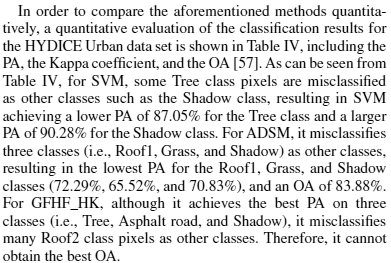 In order to compare the aforementioned methods quantita-
tively, a quantitative evaluation of the classification results for
the HYDICE Urban data set is shown in Table IV, including the
PA, the Kappa coefficient, and the OA [57]. As can be seen from
Table IV, for SVM, some Tree class pixels are misclassified
as other classes such as the Shadow class, resulting in SVM
achieving a lower PA of 87.05% for the Tree class and a larger
PA of 90.28% for the Shadow class. For ADSM, it misclassifies
three classes (i.e., Roof1, Grass, and Shadow) as other classes,
resulting in the lowest PA for the Roof1, Grass, and Shadow
classes (72.29%, 65.52%, and 70.83%), and an OA of 83.88%.
For GFHF_HK, although it achieves the best PA on three
classes (i.e., Tree, Asphalt road, and Shadow), it misclassifies
many Roof2 class pixels as other classes. Therefore, it cannot
obtain the best OA.